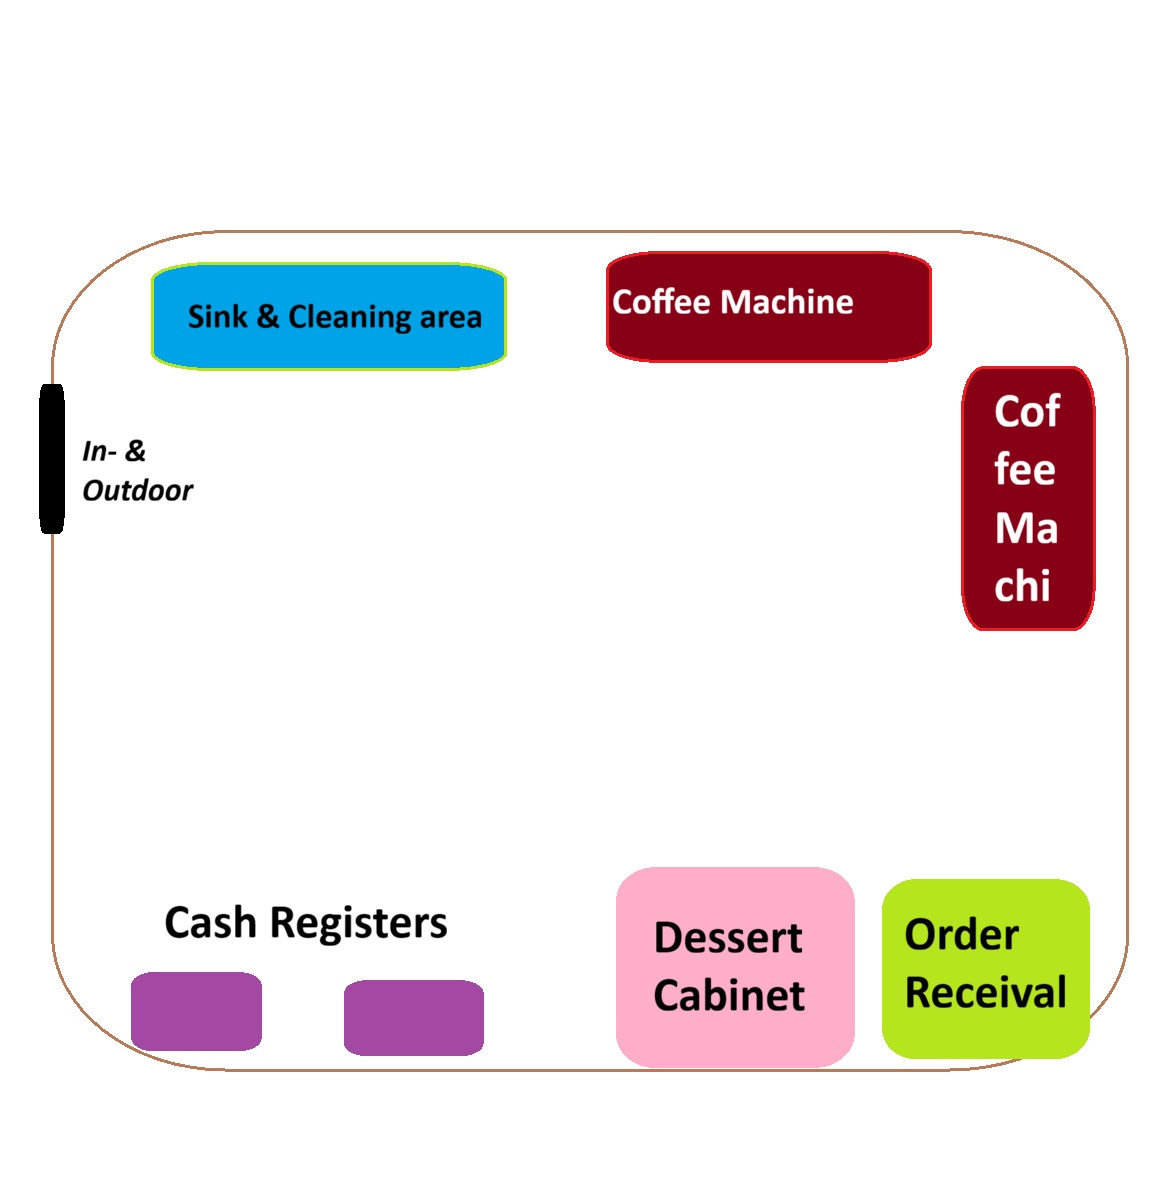 Sink & Cleaning area
Coffee Machine
Cof
fee
Ma
chi
In- &
Outdoor
Cash Registers
Dessert
Cabinet
Order
Receival